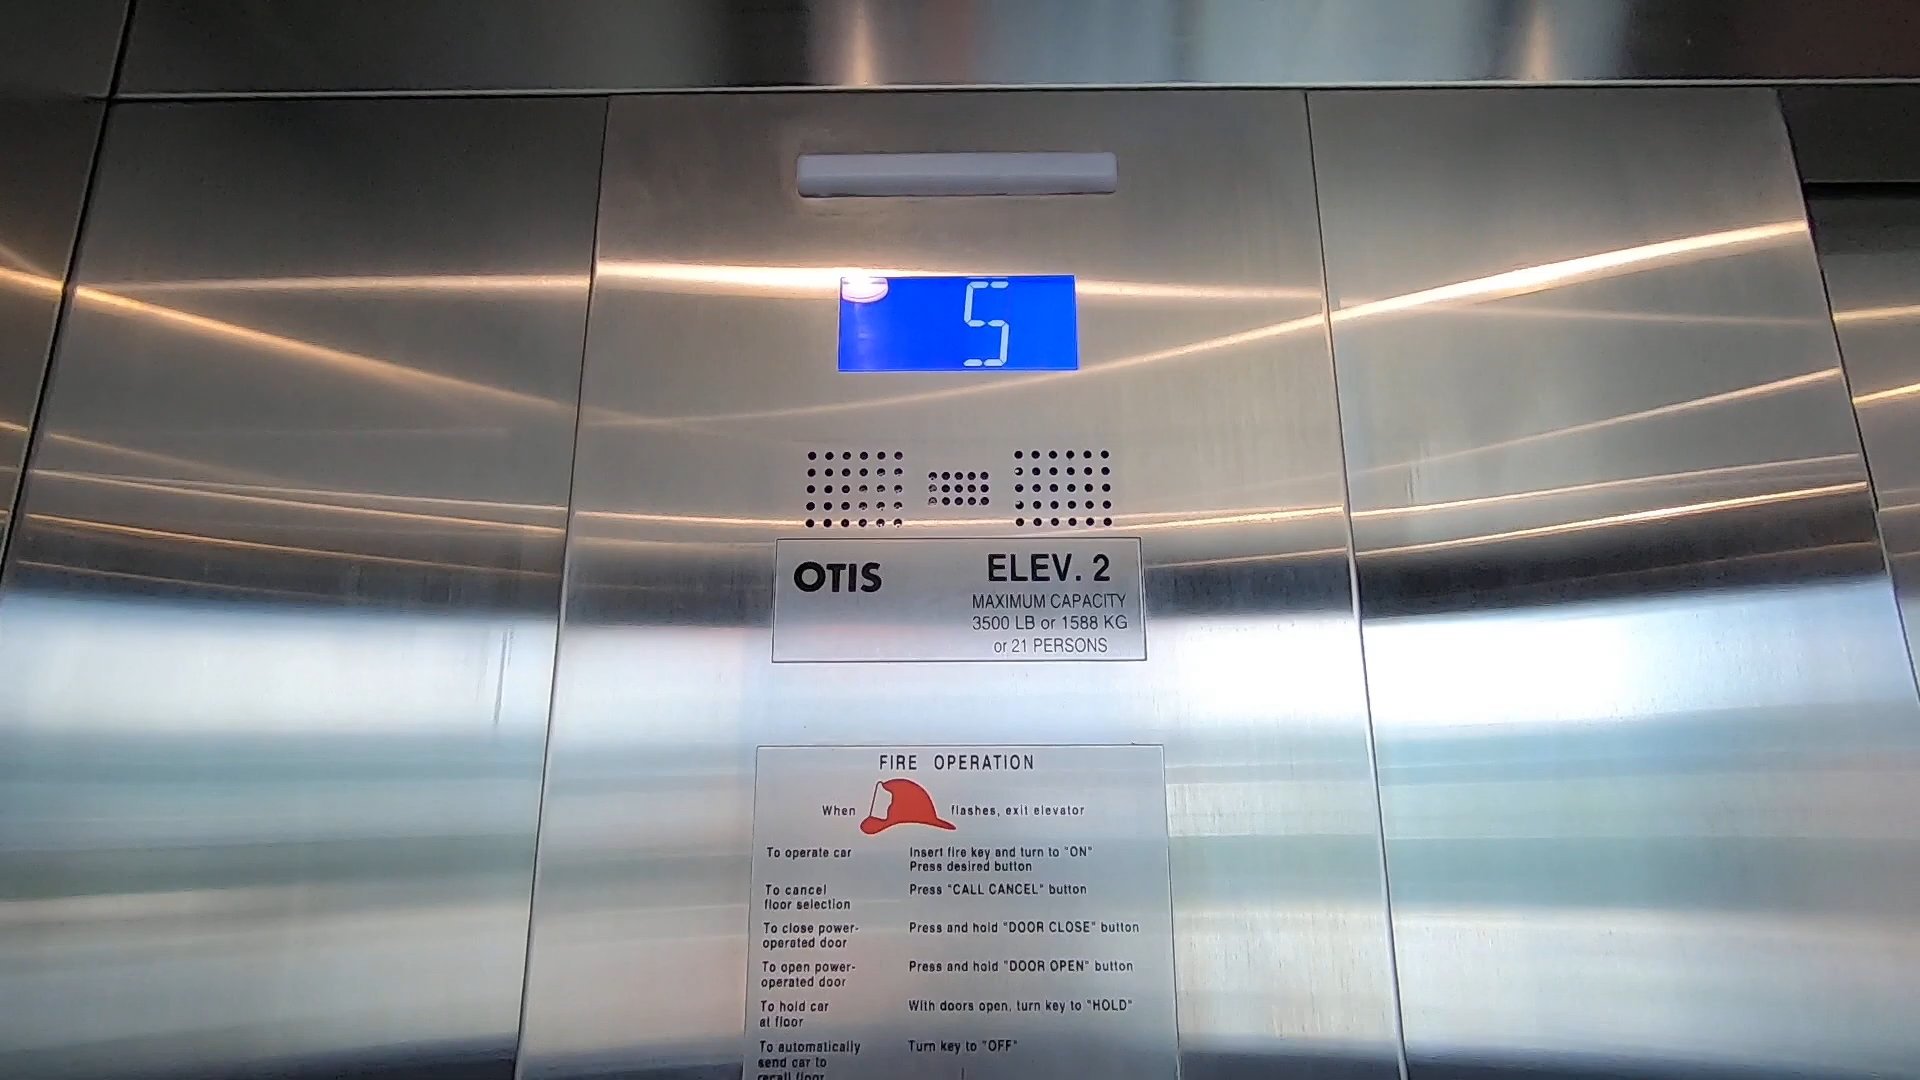 5
OTIS
ELEV. 2
MAXIMUM CAPACITY
3500 LB or 1588 KG
or 21 PERSONS
FIRE OPERATION
When flashes, exit elevator
To operate car
Insert fire key and turn to "ON"
Press desired button
To cancel
floor selection
Press "CALL CANCEL" button
To close power-
operated door
Press and hold "DOOR CLOSE" button
To open power-
operated door
Press and hold "DOOR OPEN" button
To hold car
at floor
With doors open, turn key to "HOLD"
To automatically
send car to
recall floor
Turn key to "OFF"